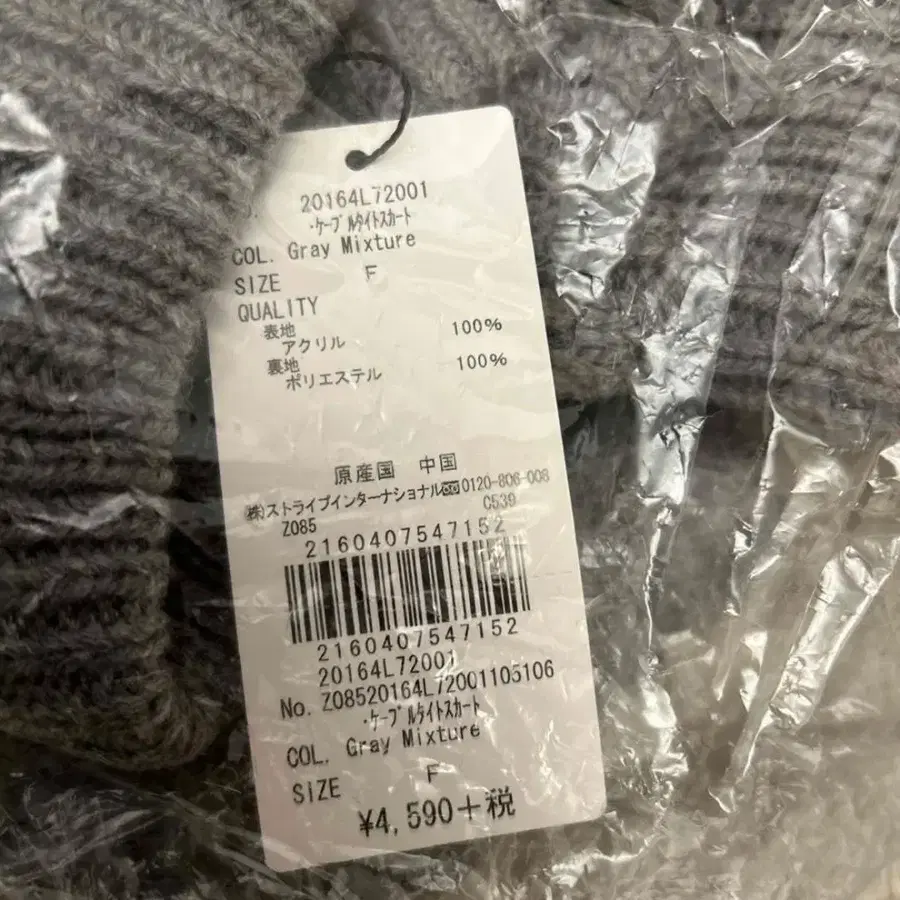 20164L72001
・ケーブルタイトスカート
COL. Gray Mixture
SIZE F
QUALITY
表地
アクリル 100%
裏地
ポリエステル 100%
原産国 中国
㈱ストライプインターナショナル 0120-806-008
Z085 C539
2160407547152
2160407547152
20164L72001
No. Z08520164L72001105106
・ケーブルタイトスカート
COL. Gray Mixture
SIZE F
¥4,590+税